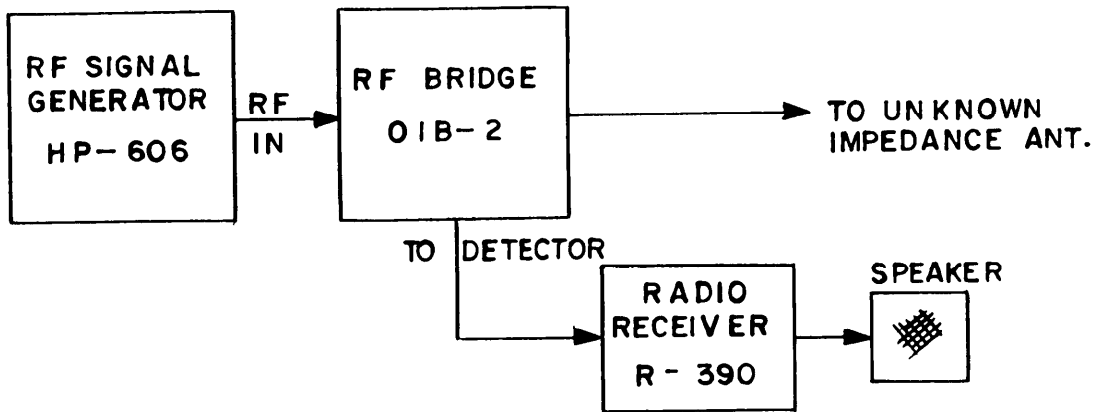 RF SIGNAL
GENERATOR
HP-606
RF
IN
RF BRIDGE
OIB-2
TO UNKNOWN
IMPEDANCE ANT.
TO DETECTOR
RADIO
RECEIVER
R-390
SPEAKER